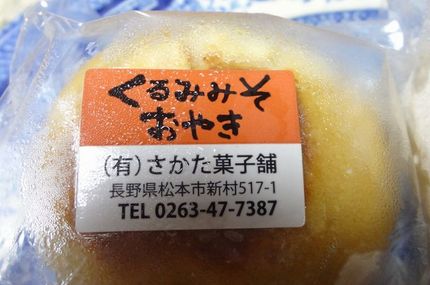 くるみみそ
おやき
(有)さかた菓子舗
長野県松本市新村517-1
TEL 0263-47-7387